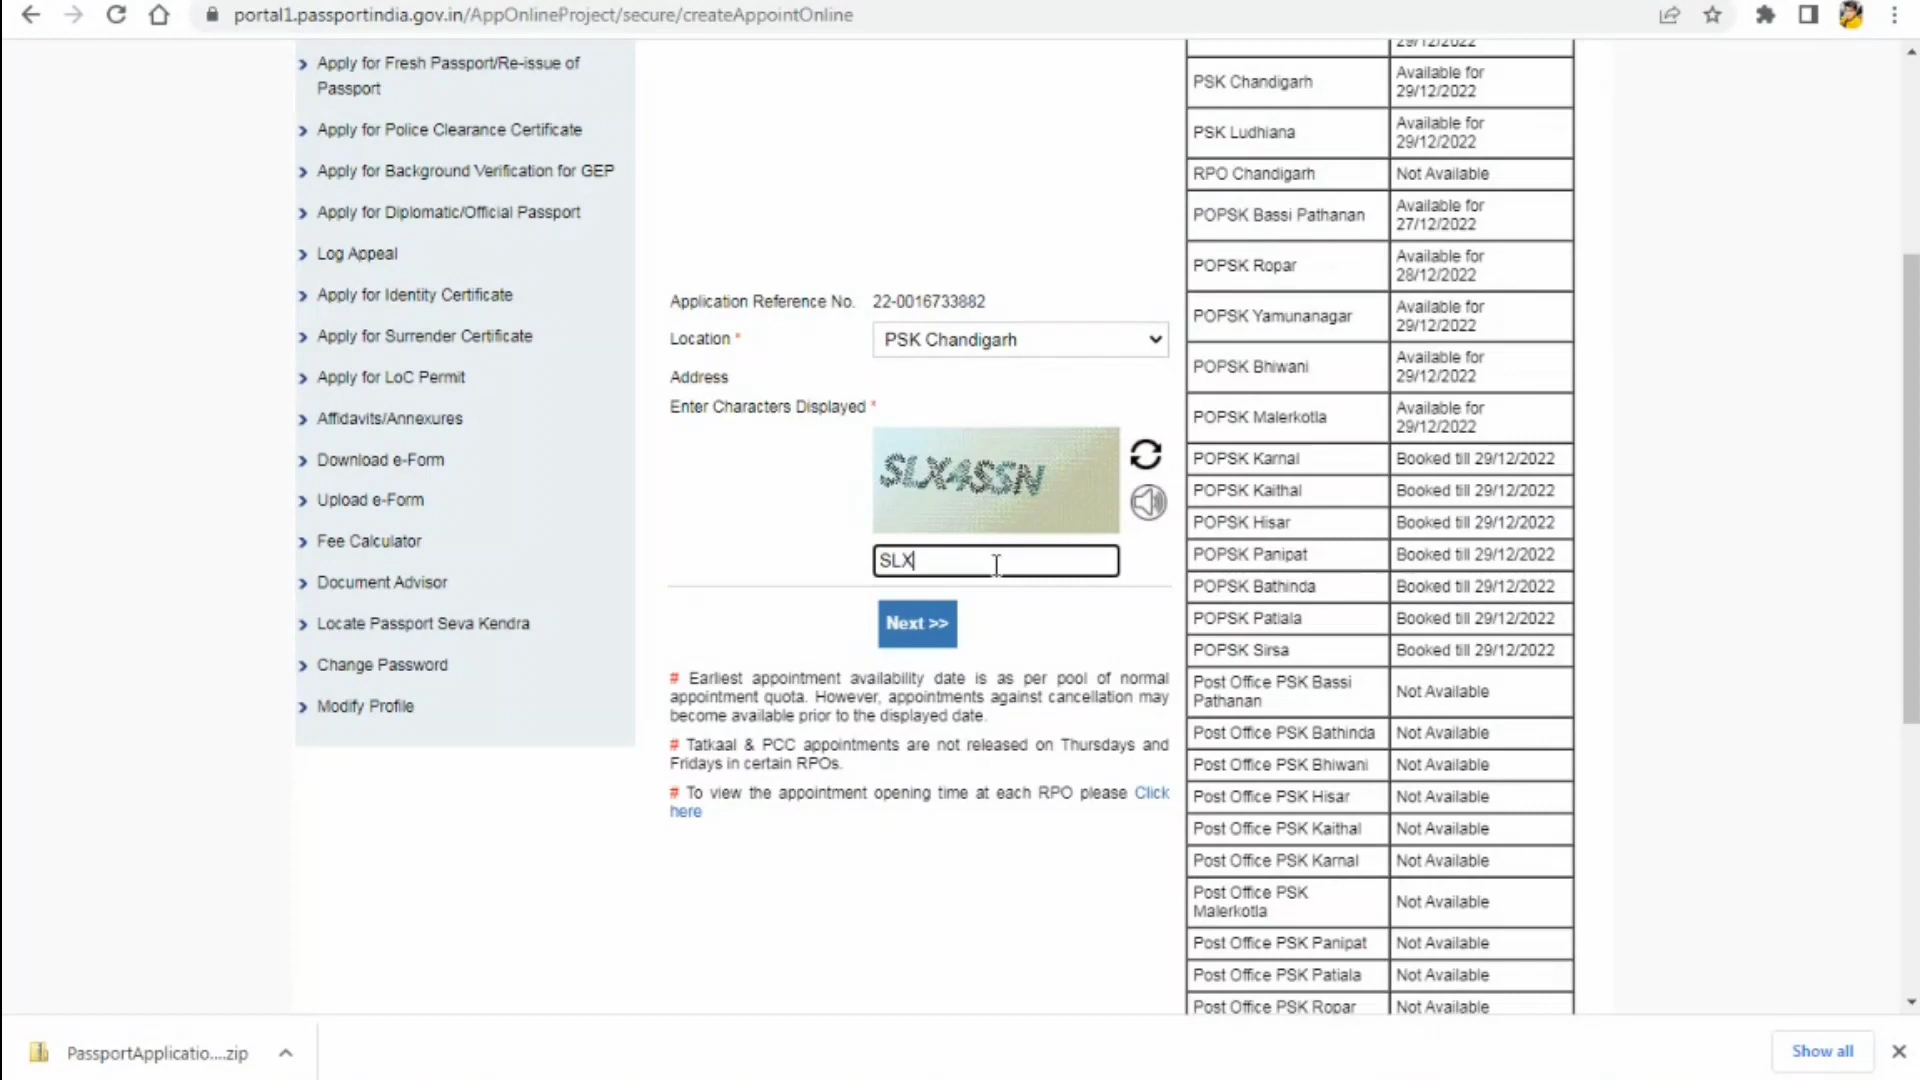 portal1.passportindia.gov.in/AppOnlineProject/secure/createAppointOnline
Apply for Fresh Passport/Re-issue of
Passport
Apply for Police Clearance Certificate
Apply for Background Verification for GEP
Apply for Diplomatic/Official Passport
Log Appeal
Apply for Identity Certificate
Apply for Surrender Certificate
Apply for LoC Permit
Affidavits/Annexures
Download e-Form
Upload e-Form
Fee Calculator
Document Advisor
Locate Passport Seva Kendra
Change Password
Modify Profile
Application Reference No. 22-0016733882
Location * PSK Chandigarh
Address
Enter Characters Displayed *
SLX4SSN
SLX
Next >>
# Earliest appointment availability date is as per pool of normal
appointment quota. However, appointments against cancellation may
become available prior to the displayed date.
# Tatkaal & PCC appointments are not released on Thursdays and
Fridays in certain RPOs.
# To view the appointment opening time at each RPO please Click
here
29/12/2022
PSK Chandigarh Available for
29/12/2022
PSK Ludhiana Available for
29/12/2022
RPO Chandigarh Not Available
POPSK Bassi Pathanan Available for
27/12/2022
POPSK Ropar Available for
28/12/2022
POPSK Yamunanagar Available for
29/12/2022
POPSK Bhiwani Available for
29/12/2022
POPSK Malerkotla Available for
29/12/2022
POPSK Karnal Booked till 29/12/2022
POPSK Kaithal Booked till 29/12/2022
POPSK Hisar Booked till 29/12/2022
POPSK Panipat Booked till 29/12/2022
POPSK Bathinda Booked till 29/12/2022
POPSK Patiala Booked till 29/12/2022
POPSK Sirsa Booked till 29/12/2022
Post Office PSK Bassi
Pathanan Not Available
Post Office PSK Bathinda Not Available
Post Office PSK Bhiwani Not Available
Post Office PSK Hisar Not Available
Post Office PSK Kaithal Not Available
Post Office PSK Karnal Not Available
Post Office PSK
Malerkotla Not Available
Post Office PSK Panipat Not Available
Post Office PSK Patiala Not Available
Post Office PSK Ropar Not Available
PassportApplicatio....zip
Show all